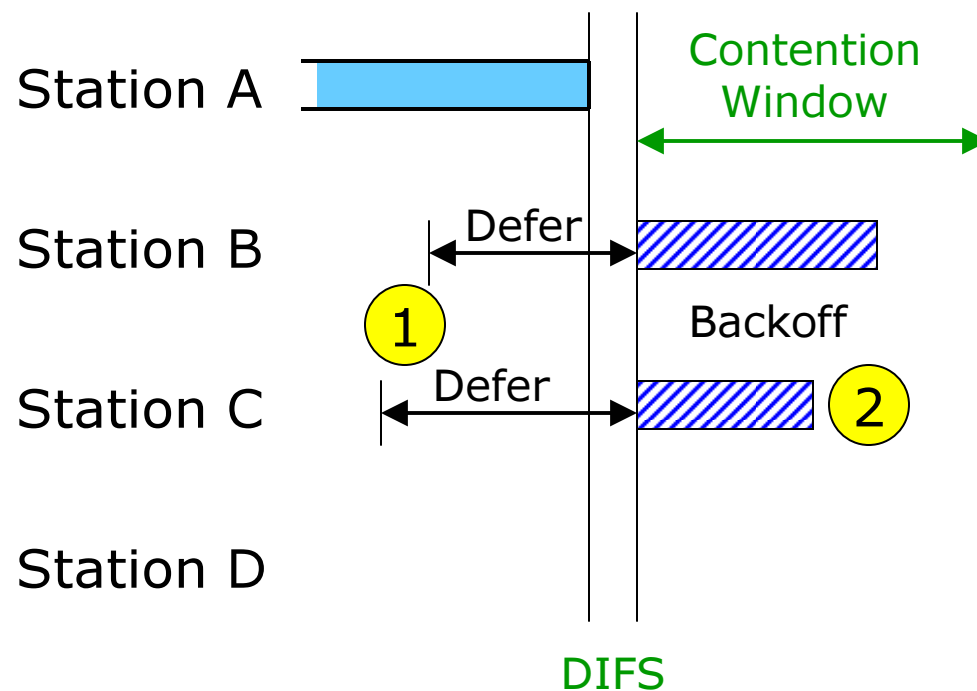 Contention
Window
Station A
Defer
Station B
1
Backoff
Defer
Station C
2
Station D
DIFS